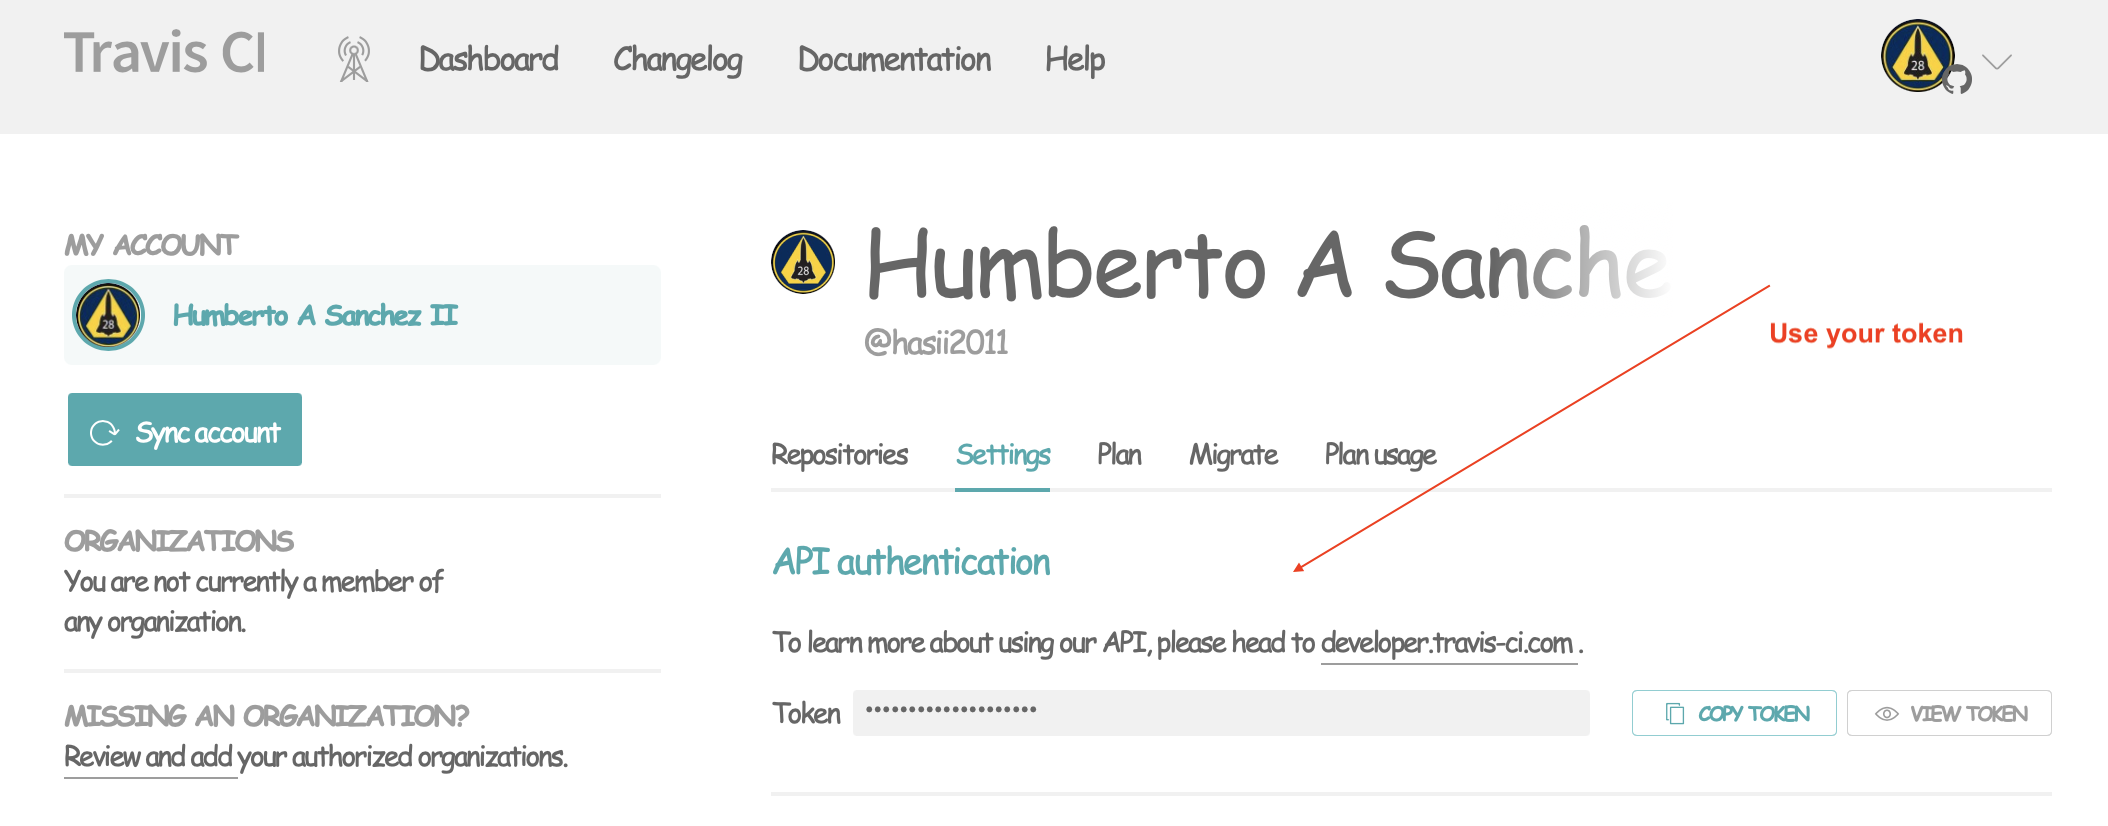 Travis CI Dashboard Changelog Documentation Help
28
MY ACCOUNT
28 Humberto A Sanchez II
Sync account
ORGANIZATIONS
You are not currently a member of
any organization.
MISSING AN ORGANIZATION?
Review and add your authorized organizations.
28 Humberto A Sanche
@hasii2011
Use your token
Repositories Settings Plan Migrate Plan usage
API authentication
To learn more about using our API, please head to developer.travis-ci.com .
Token •••••••••••••••••••• COPY TOKEN VIEW TOKEN